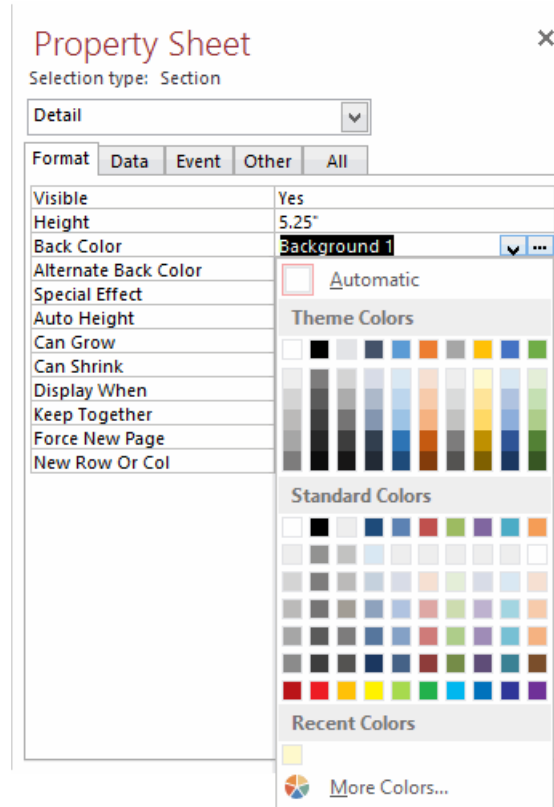 Property Sheet
Selection type: Section
Detail
Format Data Event Other All
Visible Yes
Height 5.25"
Back Color Background 1
Alternate Back Color
Automatic
Special Effect
Theme Colors
Auto Height
Can Grow
Can Shrink
Display When
Keep Together
Force New Page
New Row Or Col
Standard Colors
Recent Colors
More Colors...